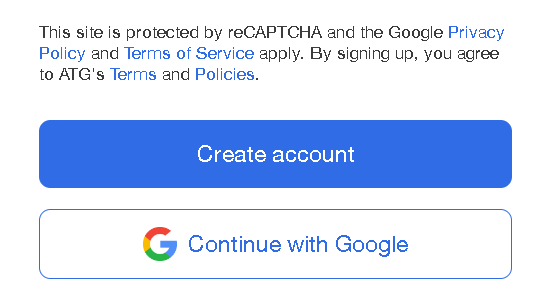 This site is protected by reCAPTCHA and the Google Privacy
Policy and Terms of Service apply. By signing up, you agree
to ATG's Terms and Policies.
Create account
Continue with Google